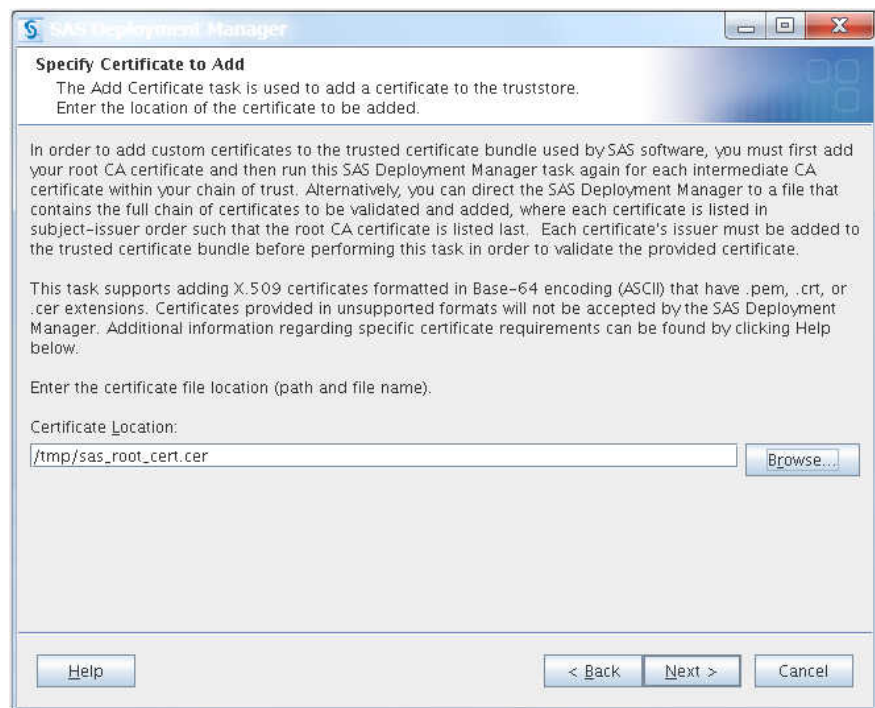 SAS Deployment Manager
Specify Certificate to Add
The Add Certificate task is used to add a certificate to the truststore.
Enter the location of the certificate to be added.
In order to add custom certificates to the trusted certificate bundle used by SAS software, you must first add
your root CA certificate and then run this SAS Deployment Manager task again for each intermediate CA
certificate within your chain of trust. Alternatively, you can direct the SAS Deployment Manager to a file that
contains the full chain of certificates to be validated and added, where each certificate is listed in
subject-issuer order such that the root CA certificate is listed last. Each certificate's issuer must be added to
the trusted certificate bundle before performing this task in order to validate the provided certificate.
This task supports adding X.509 certificates formatted in Base-64 encoding (ASCII) that have .pem, .crt, or
.cer extensions. Certificates provided in unsupported formats will not be accepted by the SAS Deployment
Manager. Additional information regarding specific certificate requirements can be found by clicking Help
below.
Enter the certificate file location (path and file name).
Certificate Location:
/tmp/sas_root_cert.cer
Browse...
Help
< Back
Next >
Cancel